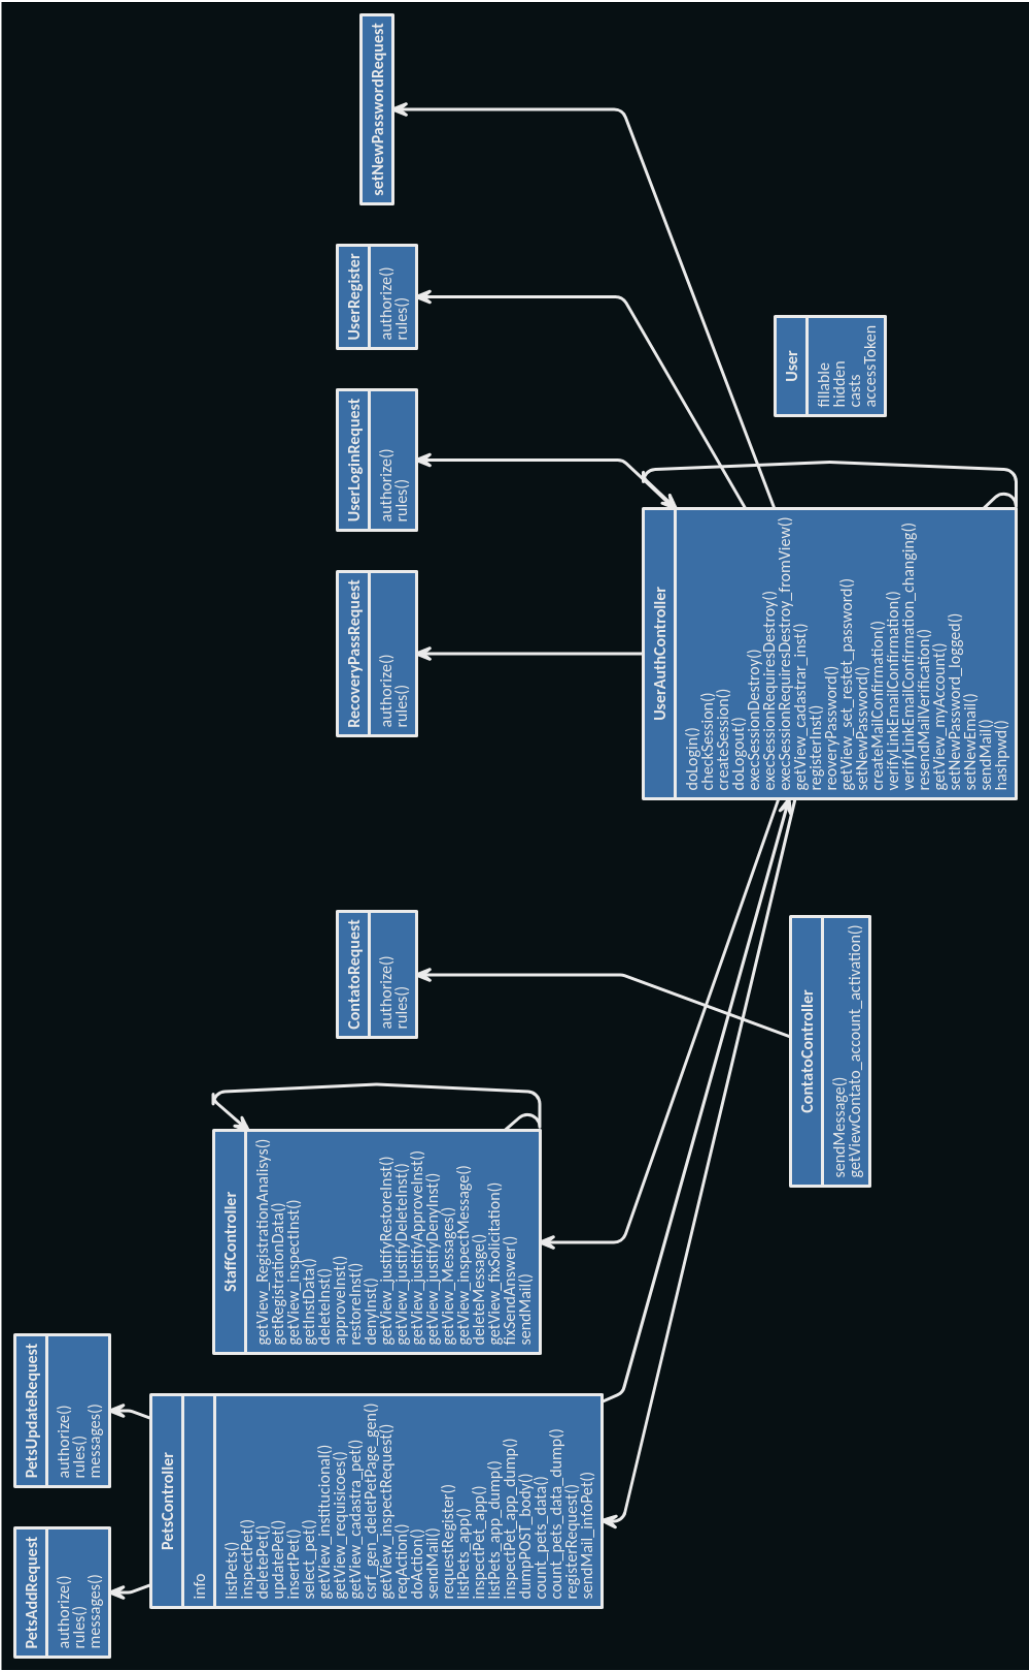 PetsAddRequest
authorize()
rules()
messages()
PetsUpdateRequest
authorize()
rules()
messages()
PetsController
info
listPets()
inspectPet()
deletePet()
updatePet()
insertPet()
select_pet()
getView_institucional()
getView_requisicoes()
getView_cadastra_pet()
csrf_gen_deletPetPage_gen()
getView_inspectRequest()
reqAction()
doAction()
sendMail()
requestRegister()
listPets_app()
inspectPet_app()
listPets_app_dump()
inspectPet_app_dump()
dumpPOST_body()
count_pets_data()
count_pets_data_dump()
registerRequest()
sendMail_infoPet()
StaffController
getView_RegistrationAnalisys()
getRegistrationData()
getView_inspectInst()
getInstData()
deleteInst()
approveInst()
restoreInst()
denyInst()
getView_justifyRestoreInst()
getView_justifyDeleteInst()
getView_justifyApproveInst()
getView_justifyDenyInst()
getView_Messages()
getView_inspectMessage()
deleteMessage()
getView_fixSolicitation()
fixSendAnswer()
sendMail()
ContatoRequest
authorize()
rules()
RecoveryPassRequest
authorize()
rules()
UserLoginRequest
authorize()
rules()
UserRegister
authorize()
rules()
setNewPasswordRequest
ContatoController
sendMessage()
getViewContato_account_activation()
UserAuthController
doLogin()
checkSession()
createSession()
doLogout()
execSessionDestroy()
execSessionRequiresDestroy()
execSessionRequiresDestroy_fromView()
getView_cadastrar_inst()
registerInst()
reoveryPassword()
getView_set_restet_password()
setNewPassword()
createMailConfirmation()
verifyLinkEmailConfirmation()
verifyLinkEmailConfirmation_changing()
resendMailVerification()
getView_myAccount()
setNewPassword_logged()
setNewEmail()
sendMail()
hashpwd()
User
fillable
hidden
casts
accessToken